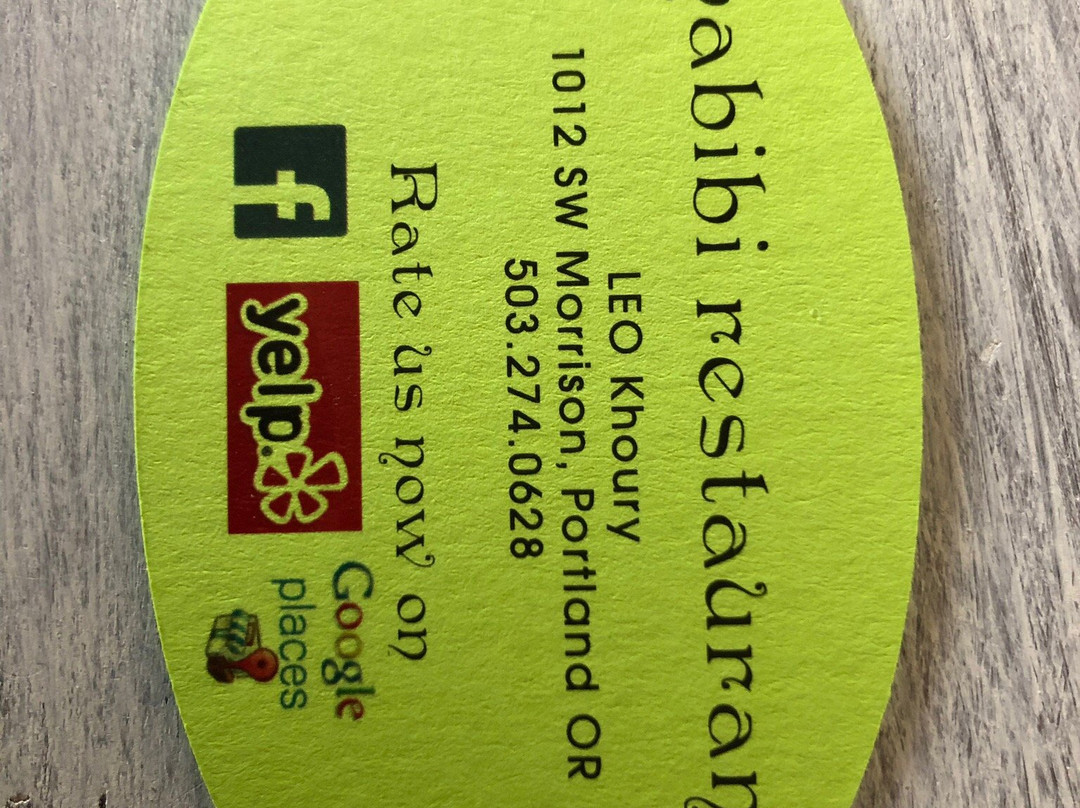 abibi restauran
LEO Khoury
1012 SW Morrison, Portland OR
503.274.0628
Rate us now on
f
yelp
Google
places